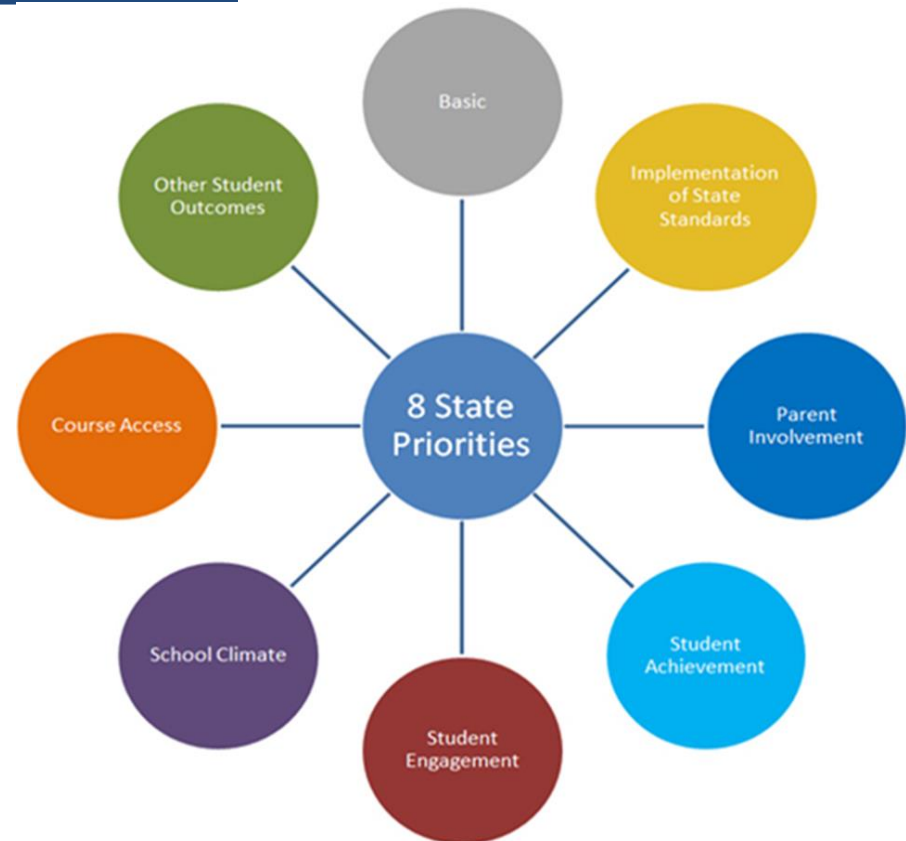 8 State
Priorities
Basic
Implementation
of State
Standards
Parent
Involvement
Student
Achievement
Student
Engagement
School Climate
Course Access
Other Student
Outcomes